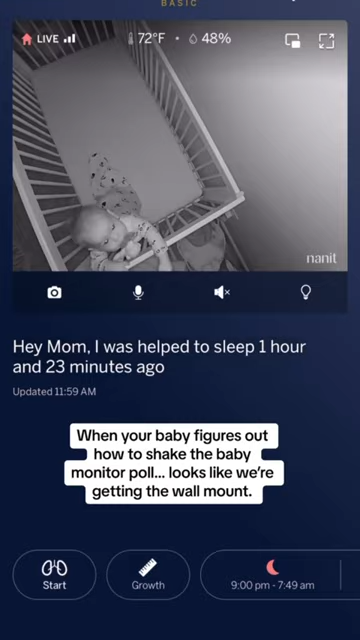 BASIC
LIVE 72°F • 48%
nanit
Hey Mom, I was helped to sleep 1 hour
and 23 minutes ago
Updated 11:59 AM
When your baby figures out
how to shake the baby
monitor poll... looks like we're
getting the wall mount.
Start
Growth
9:00 pm - 7:49 am